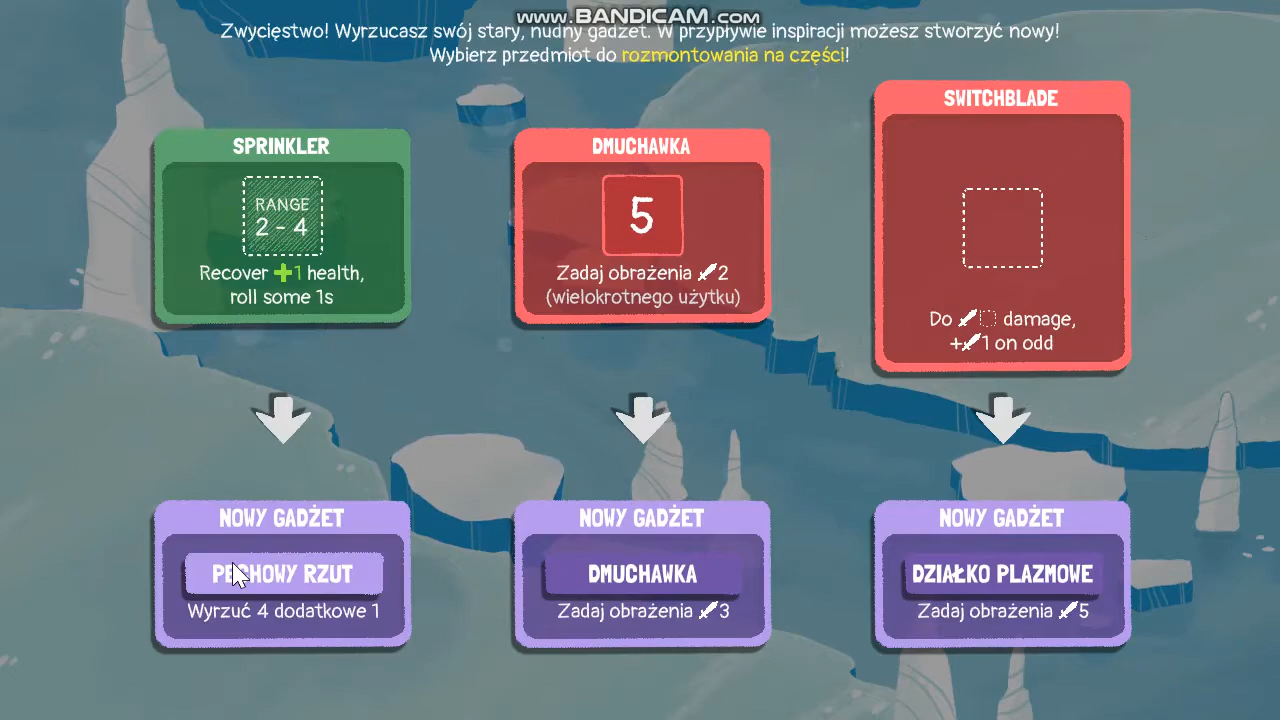 www.BANDICAM.com
Zwycięstwo! Wyrzucasz swój stary, nudny gadżet. W przypływie inspiracji możesz stworzyć nowy!
Wybierz przedmiot do rozmontowania na części!
SPRINKLER
RANGE
2 - 4
Recover +1 health,
roll some 1s
DMUCHAWKA
5
Zadaj obrażenia 2
(wielokrotnego użytku)
SWITCHBLADE
Do damage,
+1 on odd
NOWY GADŻET
PECHOWY RZUT
Wyrzuć 4 dodatkowe 1
NOWY GADŻET
DMUCHAWKA
Zadaj obrażenia 3
NOWY GADŻET
DZIAŁKO PLAZMOWE
Zadaj obrażenia 5